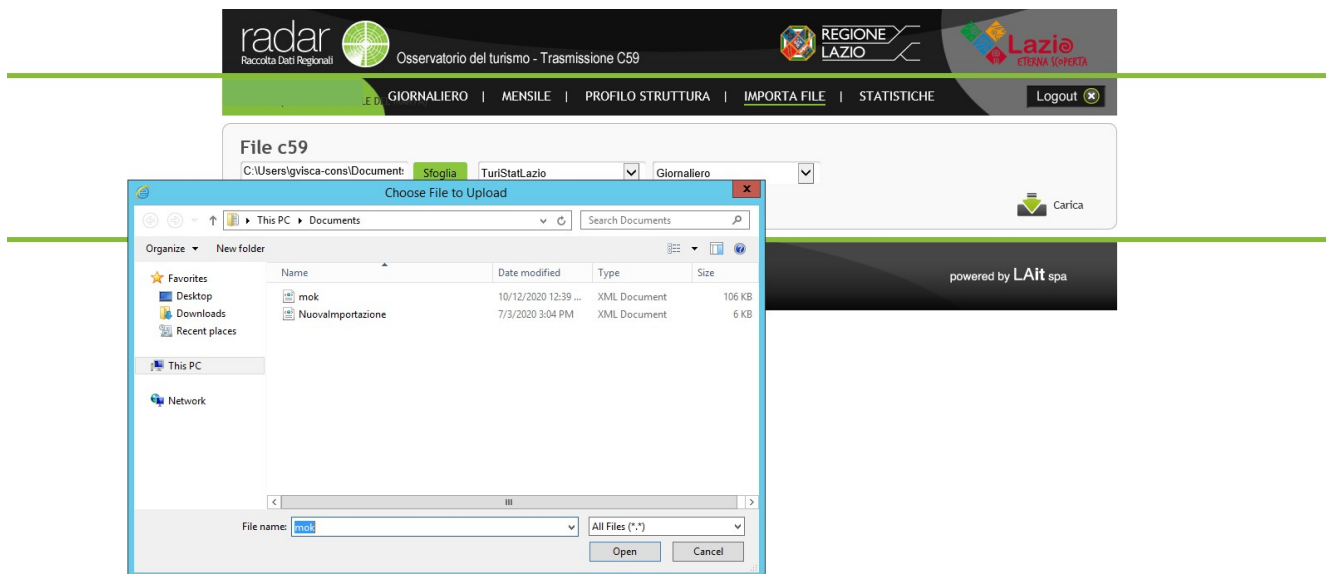 radar
Raccolta Dati Regionali
Osservatorio del turismo - Trasmissione C59
REGIONE
LAZIO
Lazio
ETERNA SCOPERTA
GIORNALIERO | MENSILE | PROFILO STRUTTURA | IMPORTA FILE | STATISTICHE
Logout
File c59
C:\Users\gvisca-cons\Document: Sfoglia TuriStatLazio Giornaliero
Carica
Choose File to Upload
This PC Documents Search Documents
Organize New folder
Name Date modified Type Size
Favorites
Desktop
Downloads
Recent places
This PC
Network
mok 10/12/2020 12:39 ... XML Document 106 KB
NuovaImportazione 7/3/2020 3:04 PM XML Document 6 KB
File name: mok All Files (*.*)
Open Cancel
powered by LAit spa